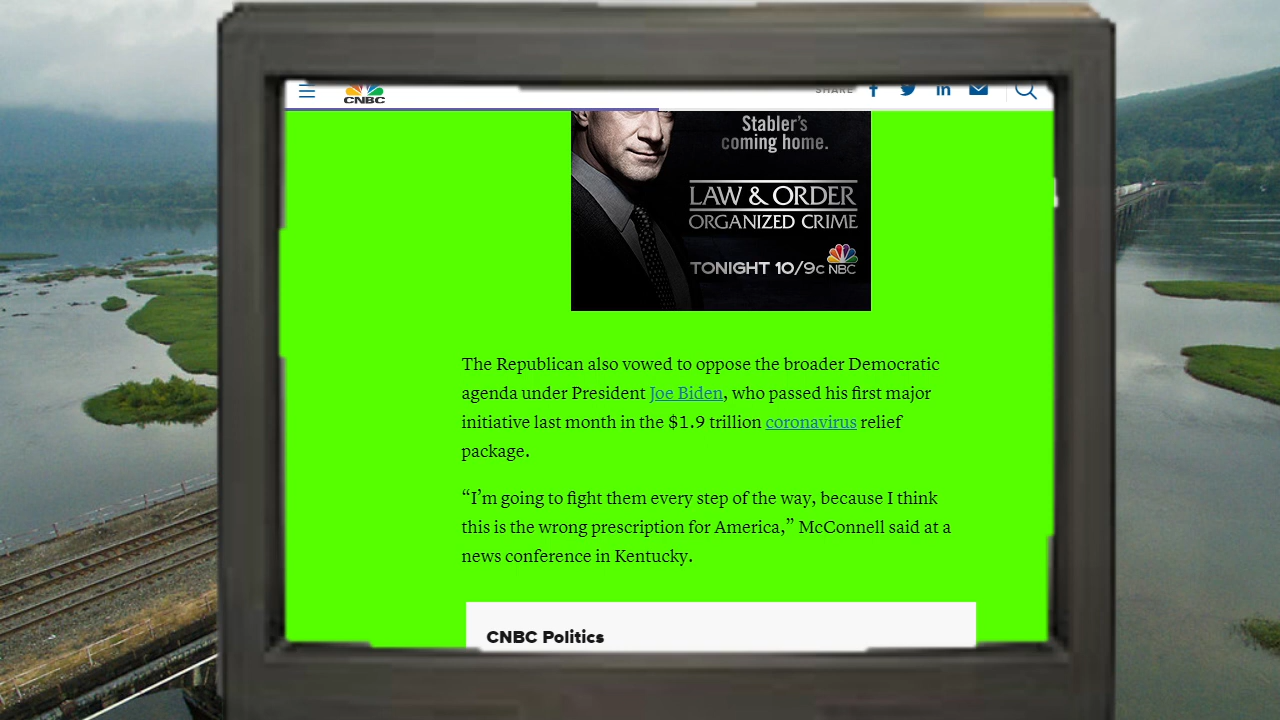 CNBC
SHARE
Stabler's
coming home.
LAW & ORDER
ORGANIZED CRIME
TONIGHT 10/9c NBC
The Republican also vowed to oppose the broader Democratic
agenda under President Joe Biden, who passed his first major
initiative last month in the $1.9 trillion coronavirus relief
package.
“I’m going to fight them every step of the way, because I think
this is the wrong prescription for America,” McConnell said at a
news conference in Kentucky.
CNBC Politics